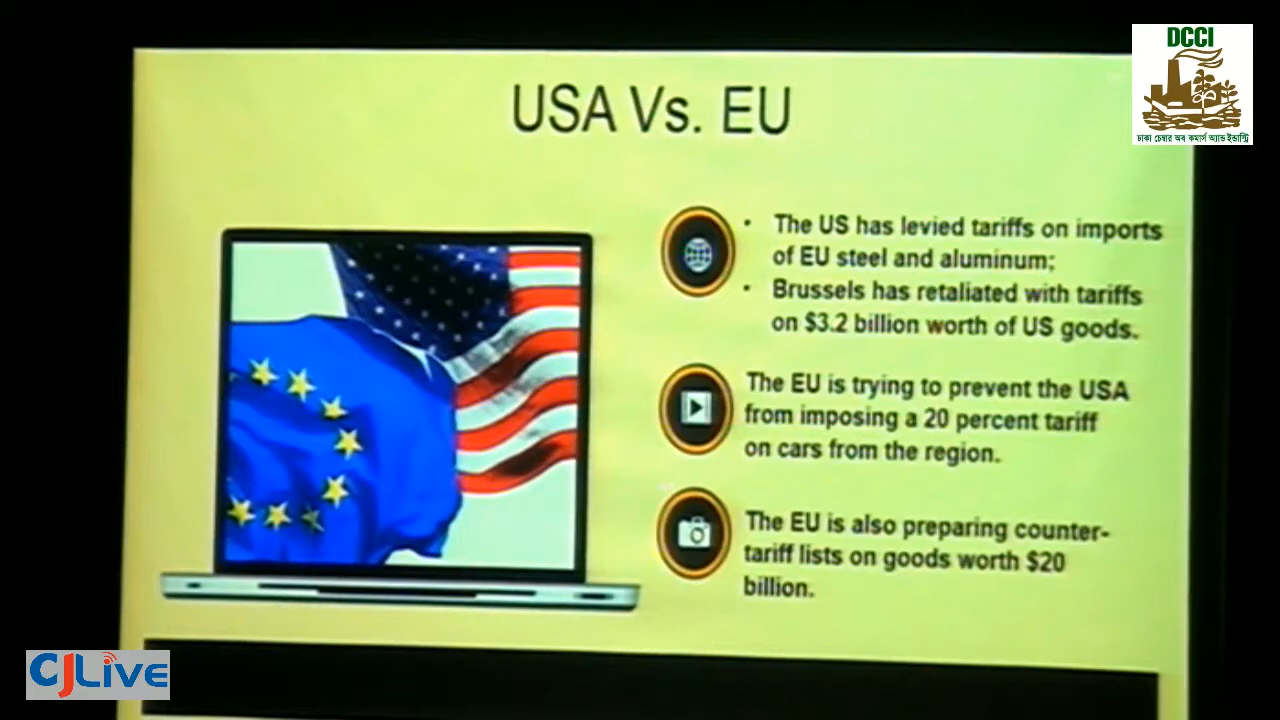 DCCI
ঢাকা চেম্বার অব কমার্স অ্যান্ড ইন্ডাস্ট্রি
USA Vs. EU
• The US has levied tariffs on imports
of EU steel and aluminum;
• Brussels has retaliated with tariffs
on $3.2 billion worth of US goods.
The EU is trying to prevent the USA
from imposing a 20 percent tariff
on cars from the region.
The EU is also preparing counter-
tariff lists on goods worth $20
billion.
CJLive